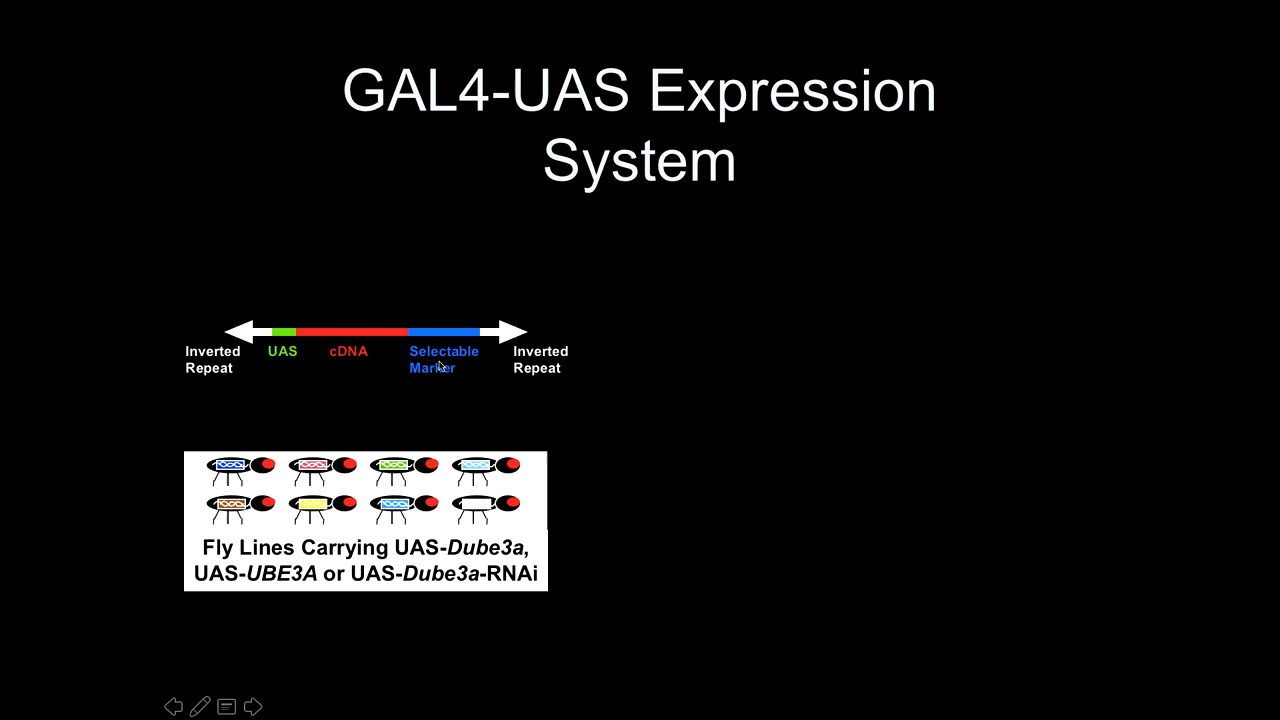 GAL4-UAS Expression
System
Inverted Repeat
UAS
cDNA
Selectable Marker
Inverted Repeat
Fly Lines Carrying UAS-Dube3a,
UAS-UBE3A or UAS-Dube3a-RNAi